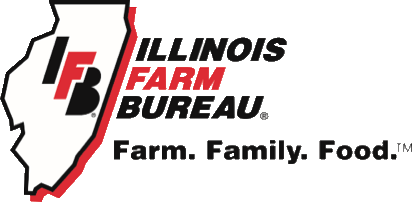 IFB®
ILLINOIS
FARM
BUREAU®
Farm. Family. Food.™